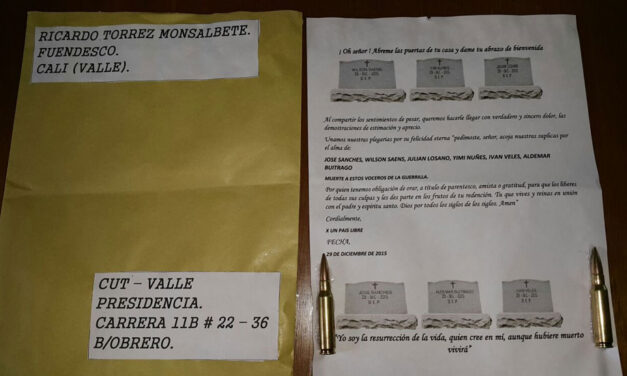 RICARDO TORREZ MONSALBETE.
FUENDESCO.
CALI (VALLE).
CUT – VALLE
PRESIDENCIA.
CARRERA 11B # 22 – 36
B/OBRERO.
¡ Oh señor ! Abreme las puertas de tu casa y dame tu abrazo de bienvenida
Al compartir los sentimientos de pesar, queremos hacerle llegar con verdadero y sincero dolor, las
demostraciones de estimación y aprecio.
Unamos nuestras plegarias por su felicidad eterna "pedimoste, señor, acoja nuestras suplicas por
el alma de:
JOSE SANCHES, WILSON SAENS, JULIAN LOSANO, YIMI NUÑES, IVAN VELES, ALDEMAR
BUITRAGO
MUERTE A ESTOS VOCEROS DE LA GUERRILLA.
Por quien tenemos obligación de orar, a título de parentesco, amista o gratitud, para que los liberes
de todas sus culpas y les des parte en los frutos de tu redención. Tu que vives y reinas en unión
con el padre y espiritu santo. Dios por todos los siglos de los siglos. Amen"
Cordialmente,
X UN PAIS LIBRE
FECHA,
29 DE DICIEMBRE DE 2015
"Yo soy la resurrección de la vida, quien cree en mí, aunque hubiere muerto
vivirá"